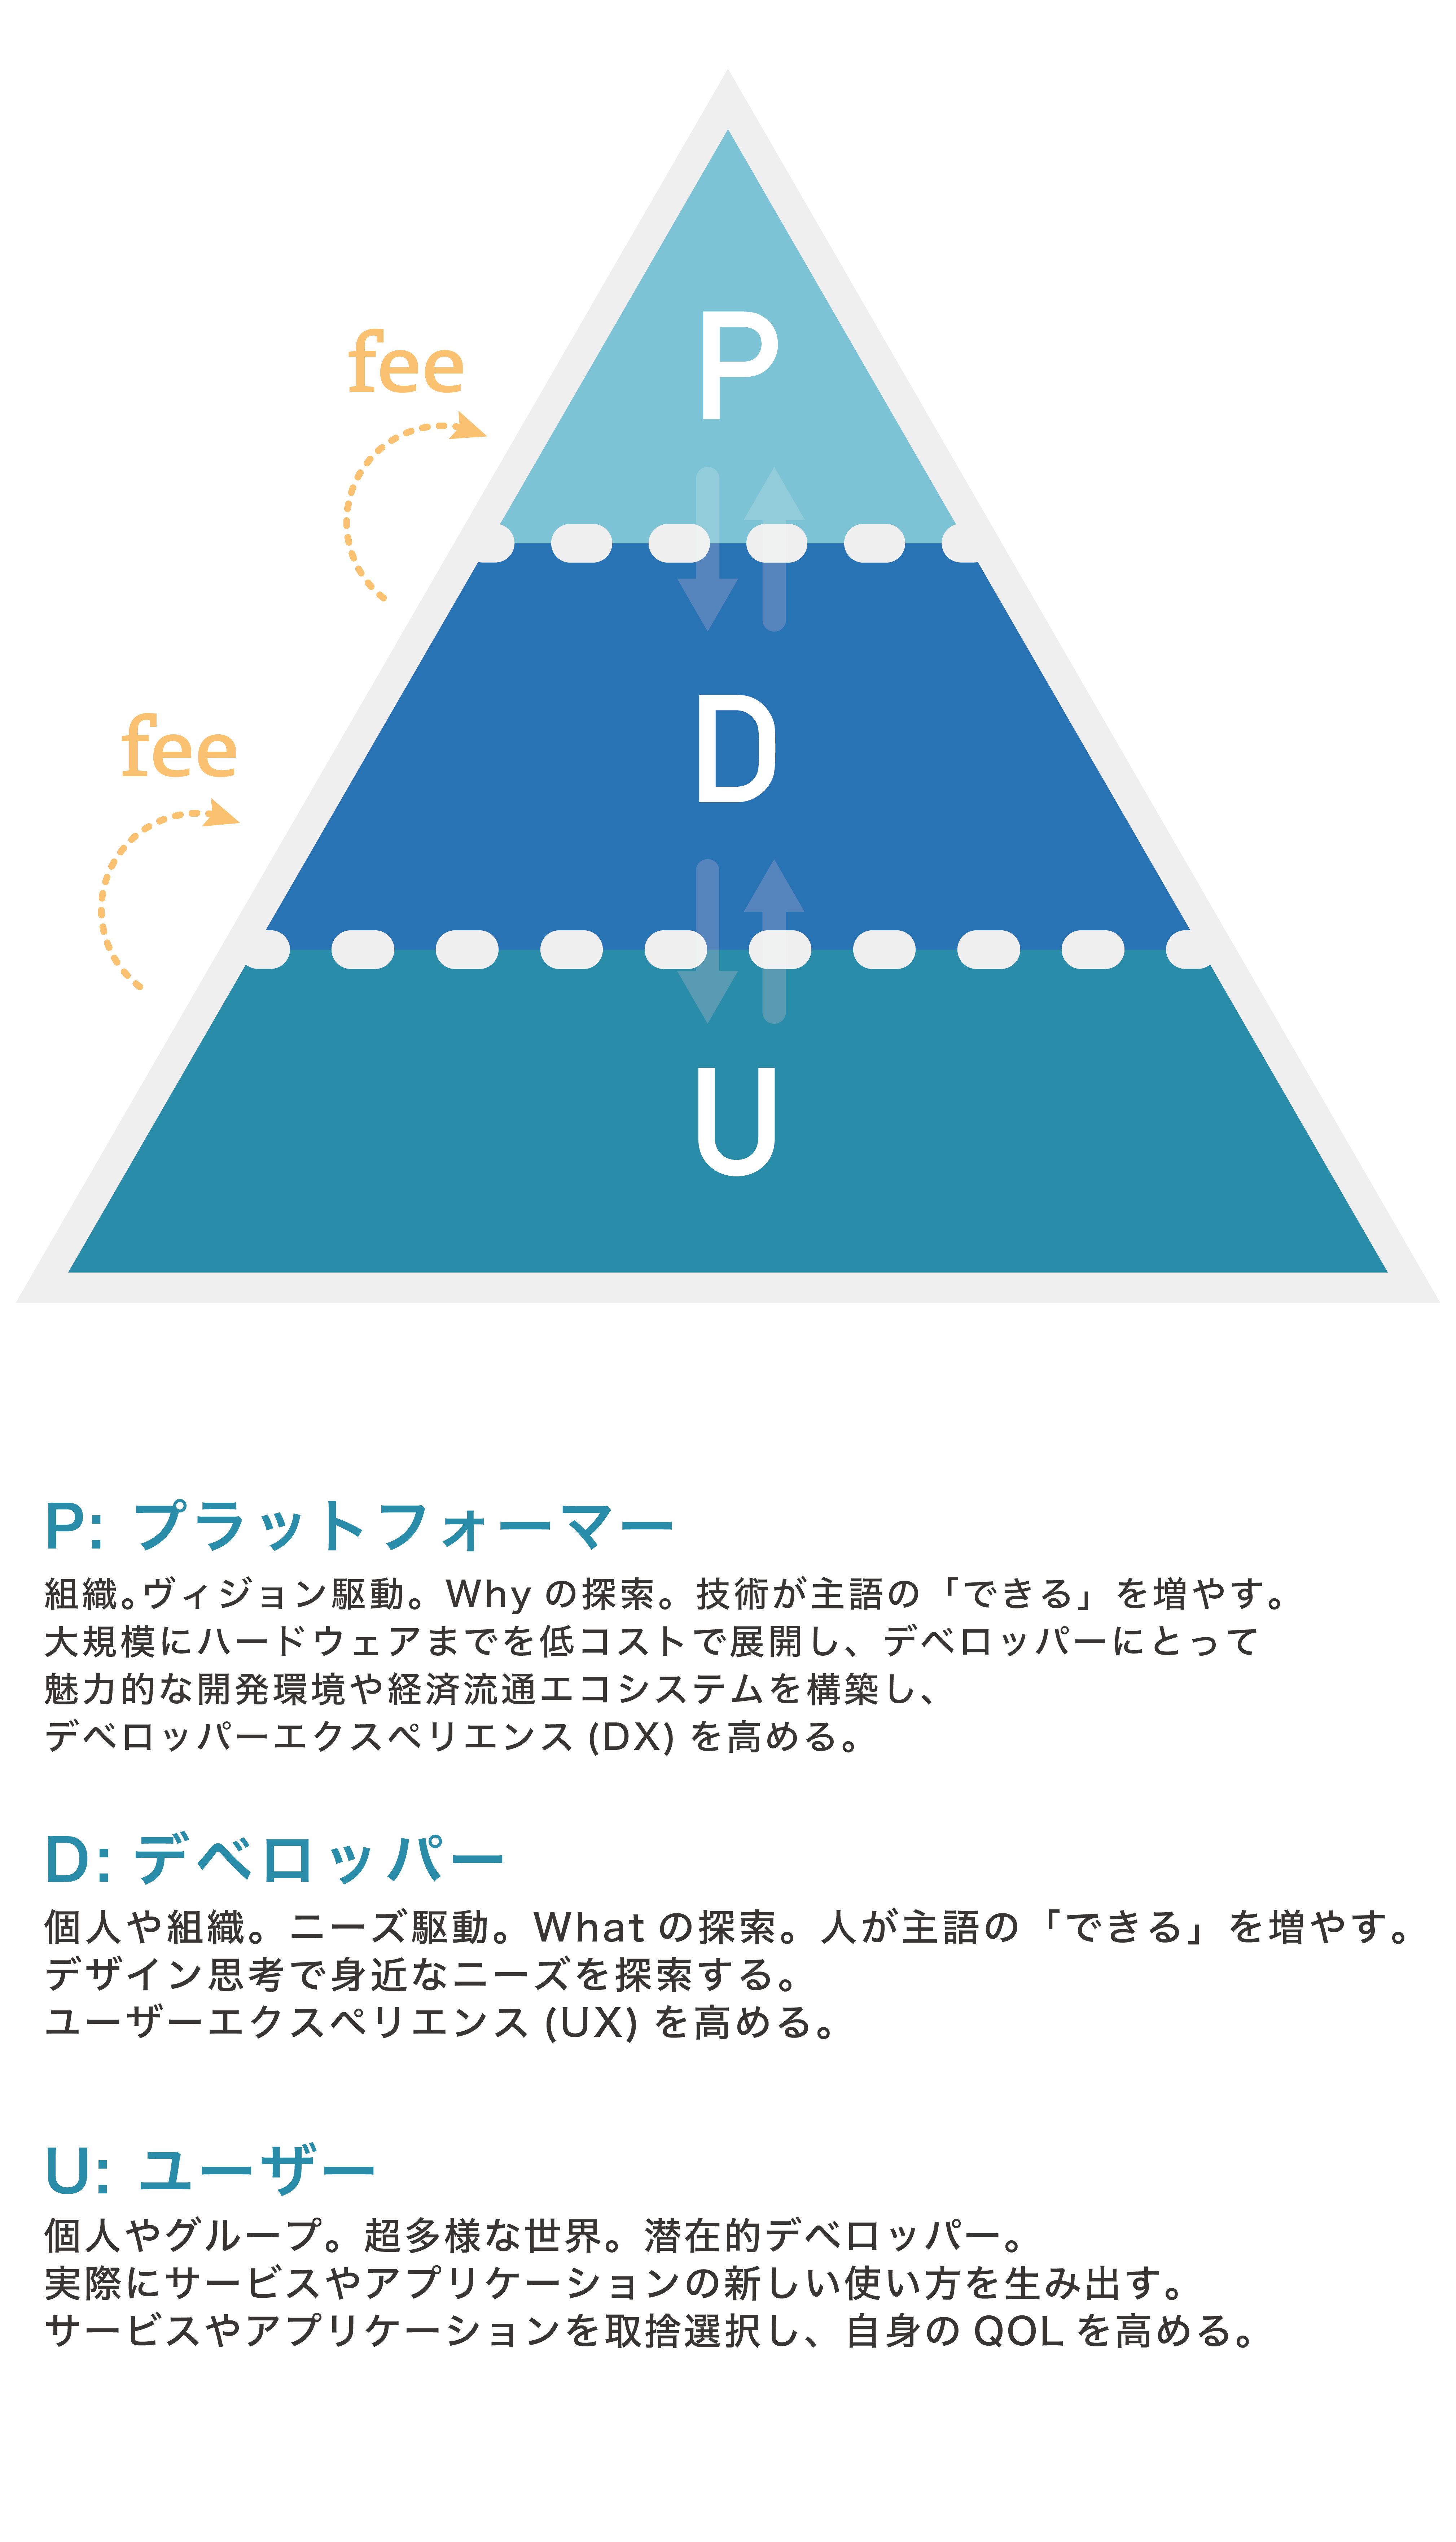 P
fee
D
fee
U
P: プラットフォーマー
組織。ヴィジョン駆動。Why の探索。技術が主語の「できる」を増やす。
大規模にハードウェアまでを低コストで展開し、デベロッパーにとって
魅力的な開発環境や経済流通エコシステムを構築し、
デベロッパーエクスペリエンス (DX) を高める。
D: デベロッパー
個人や組織。ニーズ駆動。What の探索。人が主語の「できる」を増やす。
デザイン思考で身近なニーズを探索する。
ユーザーエクスペリエンス (UX) を高める。
U: ユーザー
個人やグループ。超多様な世界。潜在的デベロッパー。
実際にサービスやアプリケーションの新しい使い方を生み出す。
サービスやアプリケーションを取捨選択し、自身の QOL を高める。